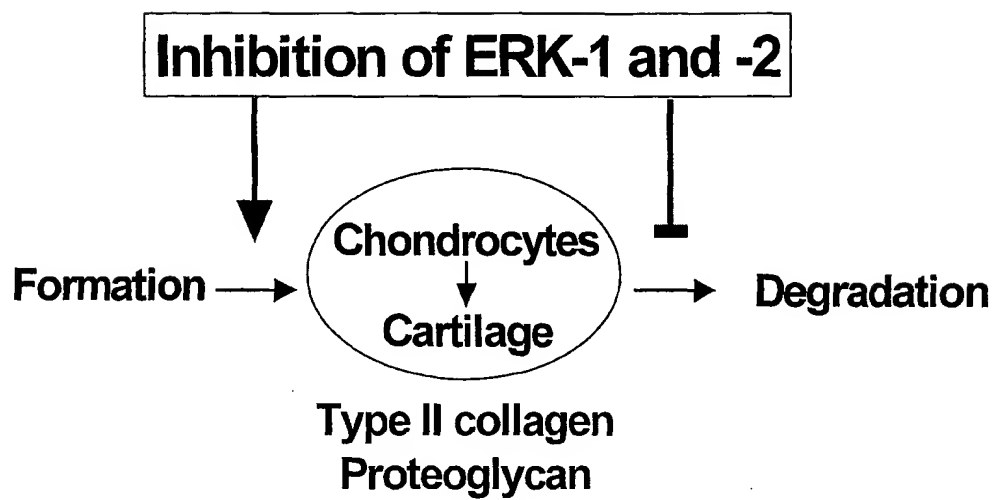 Inhibition of ERK-1 and -2
Chondrocytes
Formation
Degradation
Cartilage
Type II collagen
Proteoglycan